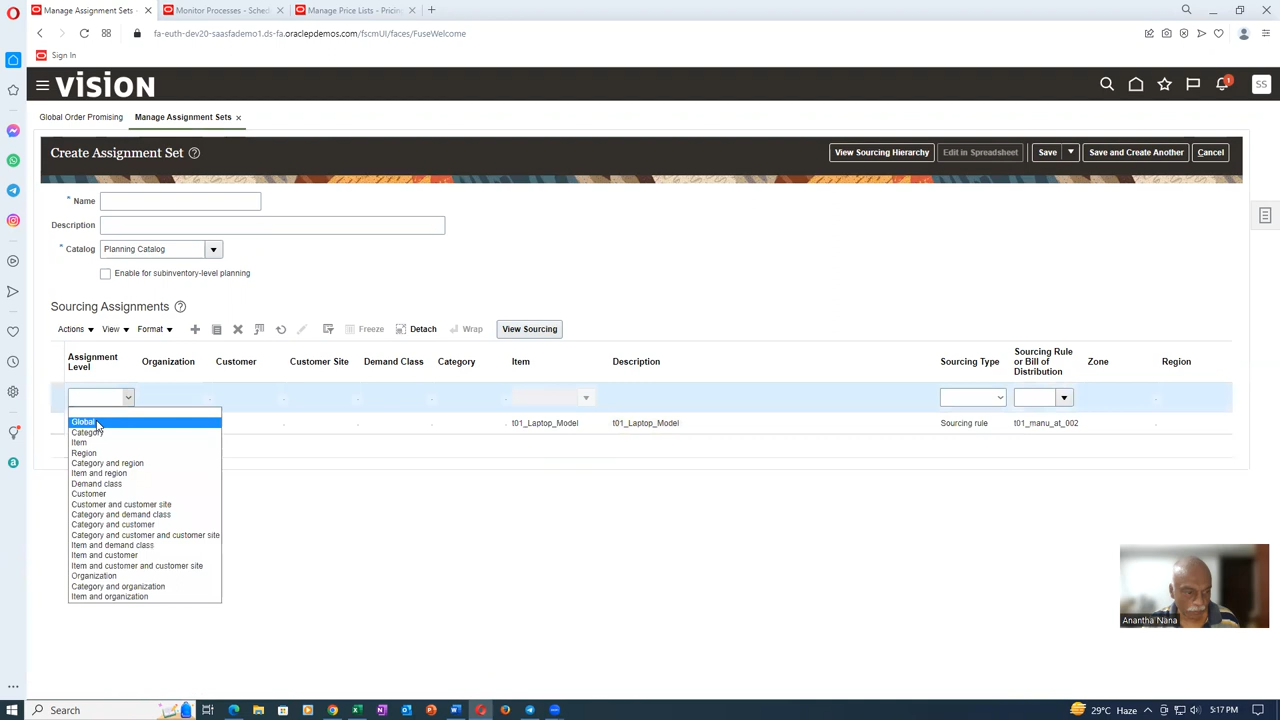 Manage Assignment Sets -
Monitor Processes - Sched
Manage Price Lists - Pricin
fa-euth-dev20-saasfademo1.ds-fa.oraclepdemos.com/fscmUI/faces/FuseWelcome
Sign In
VISION
1
SS
Global Order Promising
Manage Assignment Sets
Create Assignment Set
View Sourcing Hierarchy
Edit in Spreadsheet
Save
Save and Create Another
Cancel
* Name
Description
* Catalog
Planning Catalog
Enable for subinventory-level planning
Sourcing Assignments
Actions
View
Format
Freeze
Detach
Wrap
View Sourcing
Assignment Level
Organization
Customer
Customer Site
Demand Class
Category
Item
Description
Sourcing Type
Sourcing Rule or Bill of Distribution
Zone
Region
t01_Laptop_Model
t01_Laptop_Model
Sourcing rule
t01_manu_at_002
Global
Category
Item
Region
Category and region
Item and region
Demand class
Customer
Customer and customer site
Category and demand class
Category and customer
Category and customer and customer site
Item and demand class
Item and customer
Item and customer and customer site
Organization
Category and organization
Item and organization
Anantha Nana
Search
29°C Haze
5:17 PM